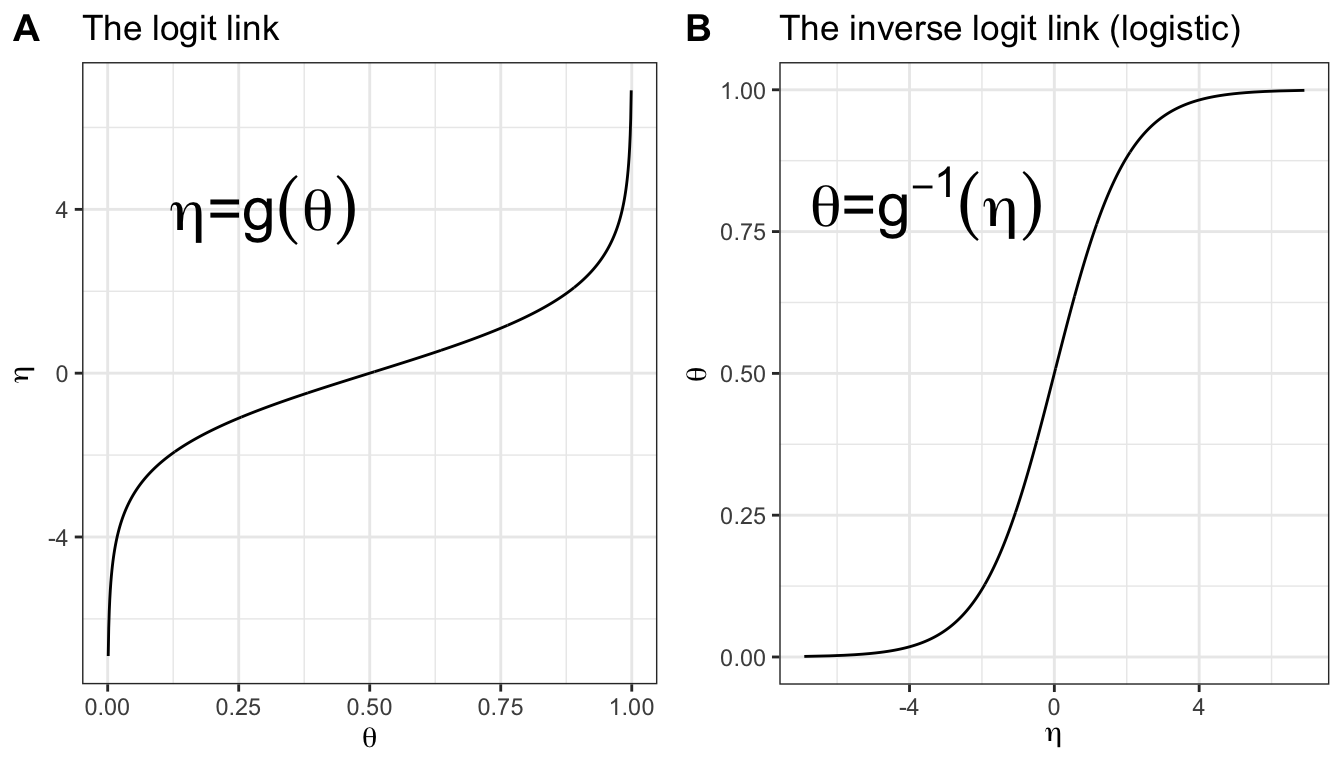 A The logit link
η=g(θ)
4
0
-4
η
0.00 0.25 0.50 0.75 1.00
θ
B The inverse logit link (logistic)
θ=g⁻¹(η)
1.00
0.75
0.50
0.25
0.00
θ
-4 0 4
η